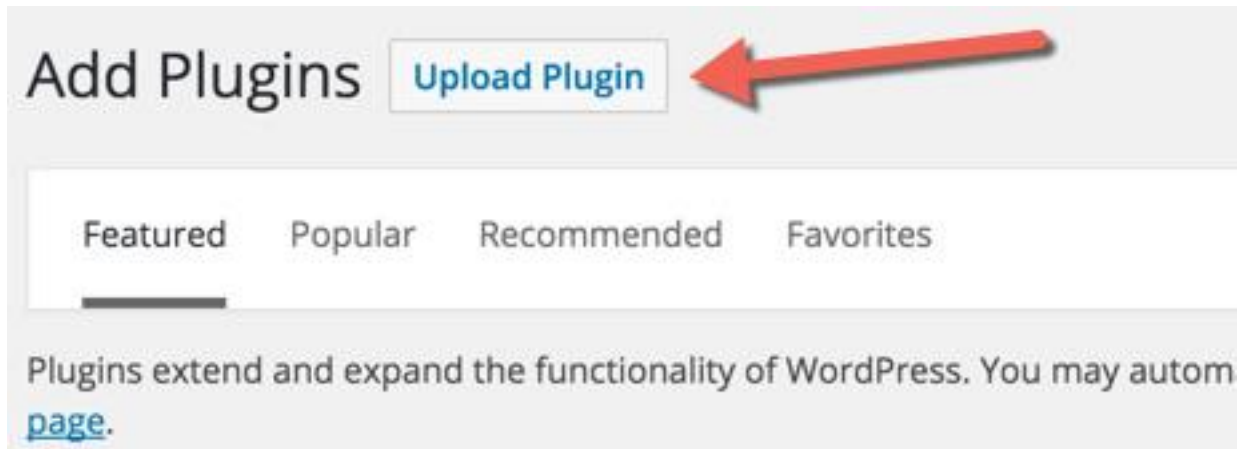 Add Plugins Upload Plugin
Featured Popular Recommended Favorites
Plugins extend and expand the functionality of WordPress. You may autom
page.